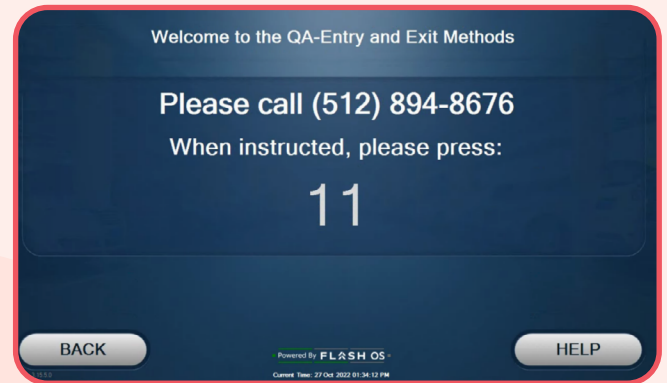 Welcome to the QA-Entry and Exit Methods
Please call (512) 894-8676
When instructed, please press:
11
BACK
Powered By FLASH OS
HELP
Current Time: 27 Oct 2022 01:34:12 PM